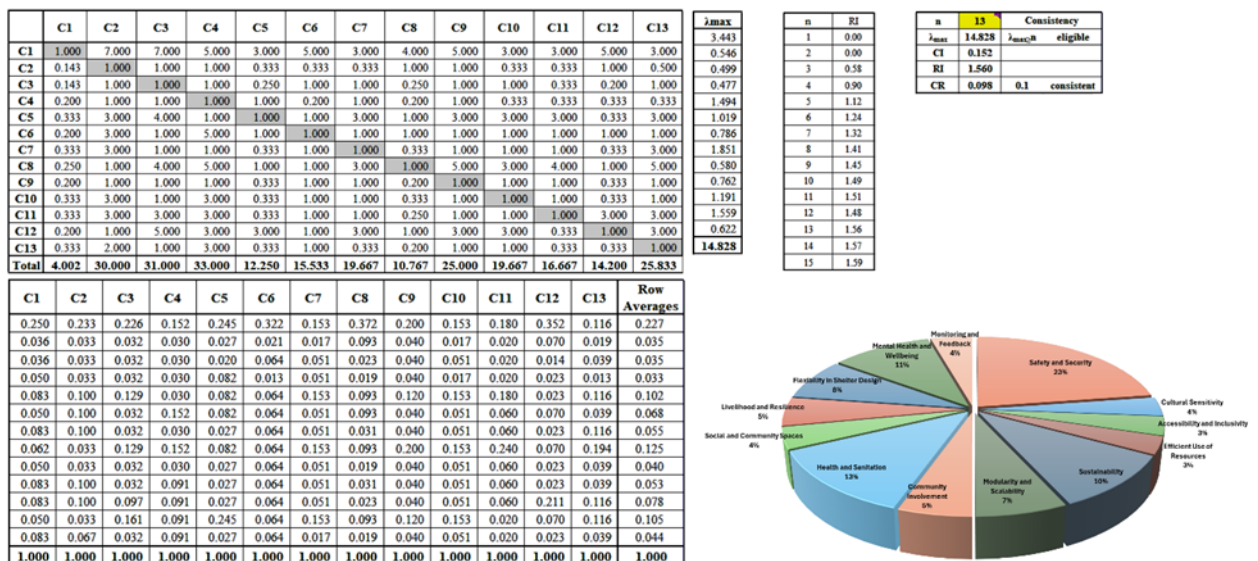 C1 C2 C3 C4 C5 C6 C7 C8 C9 C10 C11 C12 C13
C1 1.000 7.000 7.000 5.000 3.000 5.000 3.000 4.000 5.000 3.000 3.000 5.000 3.000
C2 0.143 1.000 1.000 1.000 0.333 0.333 0.333 1.000 1.000 0.333 0.333 1.000 0.500
C3 0.143 1.000 1.000 1.000 0.250 1.000 1.000 0.250 1.000 1.000 0.333 0.200 1.000
C4 0.200 1.000 1.000 1.000 1.000 0.200 1.000 0.200 1.000 0.333 0.333 0.333 0.333
C5 0.333 3.000 4.000 1.000 1.000 1.000 3.000 1.000 3.000 3.000 3.000 0.333 3.000
C6 0.200 3.000 1.000 5.000 1.000 1.000 1.000 1.000 1.000 1.000 1.000 1.000 1.000
C7 0.333 3.000 1.000 1.000 0.333 1.000 1.000 0.333 1.000 1.000 1.000 0.333 3.000
C8 0.250 1.000 4.000 5.000 1.000 1.000 3.000 1.000 5.000 3.000 4.000 1.000 5.000
C9 0.200 1.000 1.000 1.000 0.333 1.000 1.000 0.200 1.000 1.000 1.000 0.333 1.000
C10 0.333 3.000 1.000 3.000 0.333 1.000 1.000 0.333 1.000 1.000 1.000 0.333 1.000
C11 0.333 3.000 3.000 3.000 0.333 1.000 1.000 0.250 1.000 1.000 1.000 3.000 3.000
C12 0.200 1.000 5.000 3.000 3.000 1.000 3.000 1.000 3.000 3.000 0.333 1.000 3.000
C13 0.333 2.000 1.000 3.000 0.333 1.000 0.333 0.200 1.000 1.000 0.333 0.333 1.000
Total 4.002 30.000 31.000 33.000 12.250 15.533 19.667 10.767 25.000 19.667 16.667 14.200 25.833
λmax
3.443
0.546
0.499
0.477
1.494
1.019
0.786
1.851
0.580
0.762
1.191
1.559
0.622
14.828
n RI
1 0.00
2 0.00
3 0.58
4 0.90
5 1.12
6 1.24
7 1.32
8 1.41
9 1.45
10 1.49
11 1.51
12 1.48
13 1.56
14 1.57
15 1.59
n 13 Consistency
λmax 14.828 λmax≥n eligible
CI 0.152
RI 1.560
CR 0.098 0.1 consistent
C1 C2 C3 C4 C5 C6 C7 C8 C9 C10 C11 C12 C13 Row
Averages
0.250 0.233 0.226 0.152 0.245 0.322 0.153 0.372 0.200 0.153 0.180 0.352 0.116 0.227
0.036 0.033 0.032 0.030 0.027 0.021 0.017 0.093 0.040 0.017 0.020 0.070 0.019 0.035
0.036 0.033 0.032 0.030 0.020 0.064 0.051 0.023 0.040 0.051 0.020 0.014 0.039 0.035
0.050 0.033 0.032 0.030 0.082 0.013 0.051 0.019 0.040 0.017 0.020 0.023 0.013 0.033
0.083 0.100 0.129 0.030 0.082 0.064 0.153 0.093 0.120 0.153 0.180 0.023 0.116 0.102
0.050 0.100 0.032 0.152 0.082 0.064 0.051 0.093 0.040 0.051 0.060 0.070 0.039 0.068
0.083 0.100 0.032 0.030 0.027 0.064 0.051 0.031 0.040 0.051 0.060 0.023 0.116 0.055
0.062 0.033 0.129 0.152 0.082 0.064 0.153 0.093 0.200 0.153 0.240 0.070 0.194 0.125
0.050 0.033 0.032 0.030 0.027 0.064 0.051 0.019 0.040 0.051 0.060 0.023 0.039 0.040
0.083 0.100 0.032 0.091 0.027 0.064 0.051 0.031 0.040 0.051 0.060 0.023 0.039 0.053
0.083 0.100 0.097 0.091 0.027 0.064 0.051 0.023 0.040 0.051 0.060 0.211 0.116 0.078
0.050 0.033 0.161 0.091 0.245 0.064 0.153 0.093 0.120 0.153 0.020 0.070 0.116 0.105
0.083 0.067 0.032 0.091 0.027 0.064 0.017 0.019 0.040 0.051 0.020 0.023 0.039 0.044
1.000 1.000 1.000 1.000 1.000 1.000 1.000 1.000 1.000 1.000 1.000 1.000 1.000 1.000
Monitoring and
Feedback
4%
Mental Health and
Wellbeing
11%
Safety and Security
23%
Flexibility in Shelter Design
8%
Cultural Sensitivity
4%
Livelihood and Resilience
5%
Accessibility and Inclusivity
3%
Social and Community Spaces
4%
Efficient Use of
Resources
3%
Health and Sanitation
13%
Sustainability
10%
Community
Involvement
6%
Modularity and
Scalability
7%